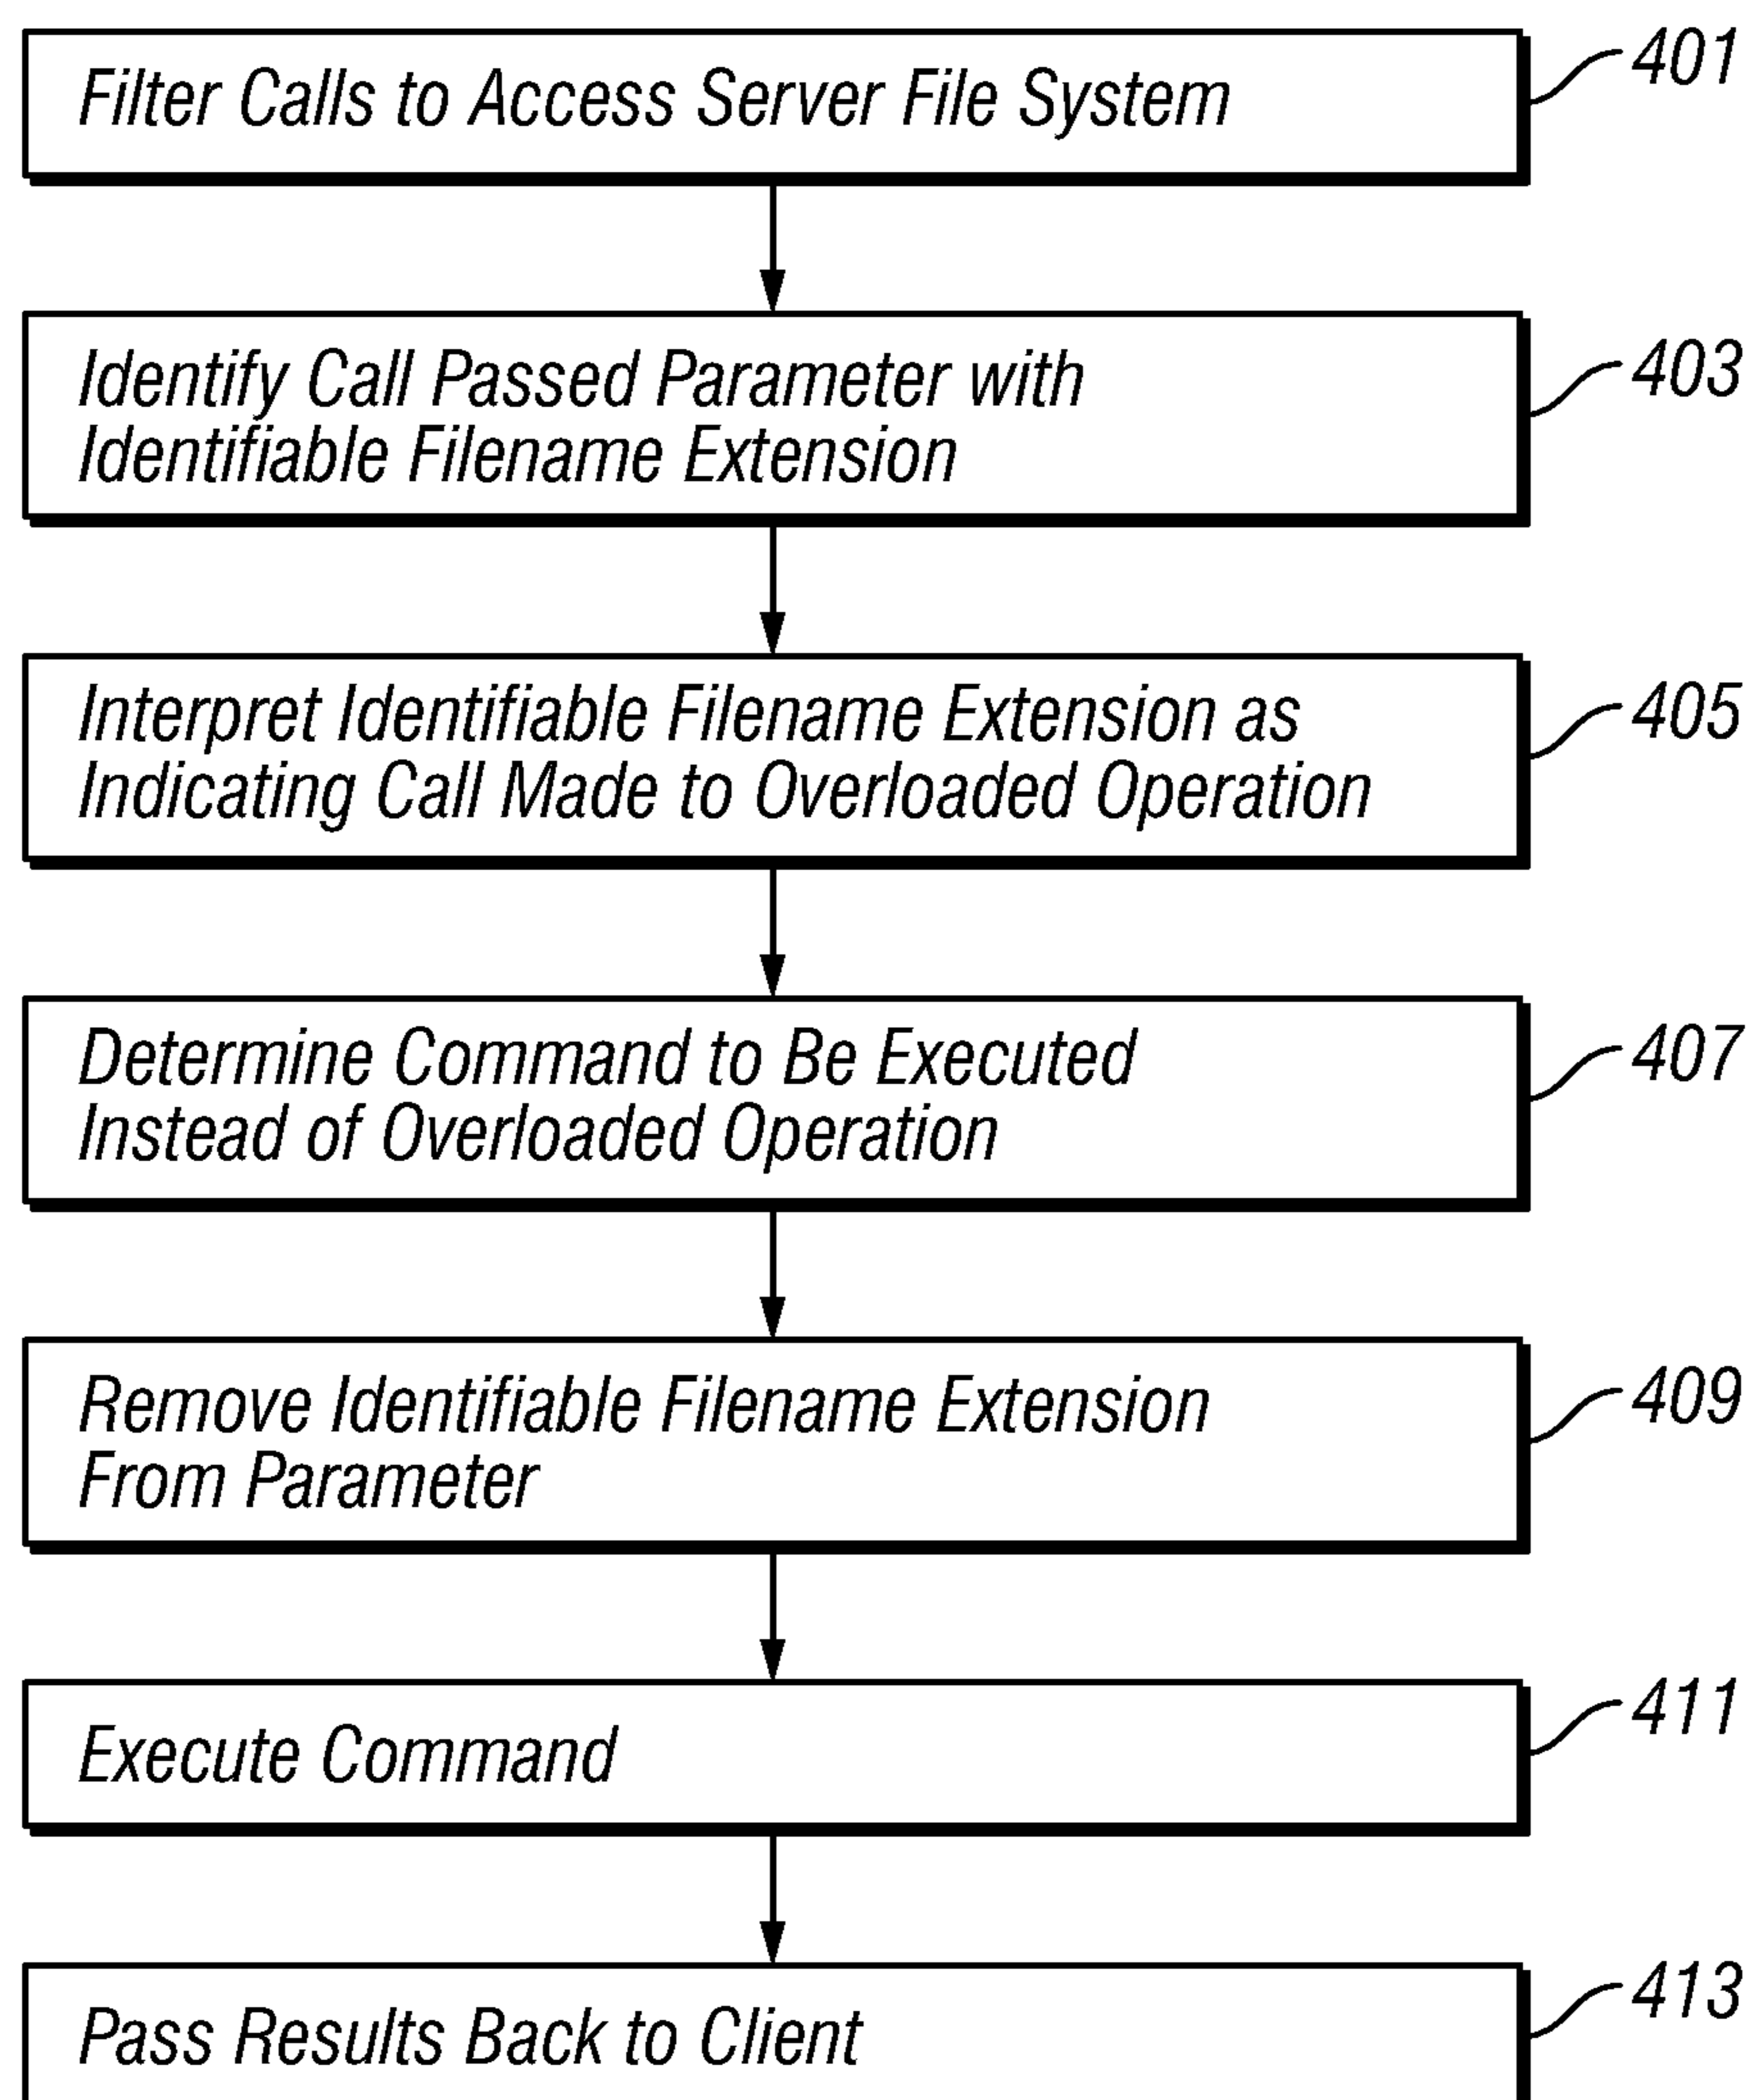 Filter Calls to Access Server File System
401
Identify Call Passed Parameter with
Identifiable Filename Extension
403
Interpret Identifiable Filename Extension as
Indicating Call Made to Overloaded Operation
405
Determine Command to Be Executed
Instead of Overloaded Operation
407
Remove Identifiable Filename Extension
From Parameter
409
Execute Command
411
Pass Results Back to Client
413